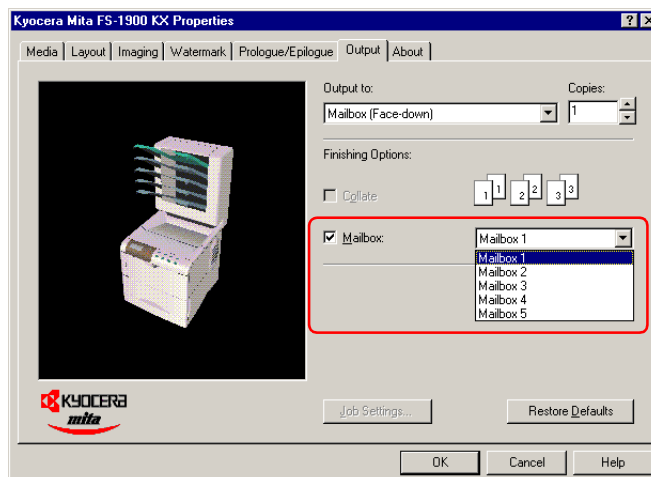 Kyocera Mita FS-1900 KX Properties
Media Layout Imaging Watermark Prologue/Epilogue Output About
Output to: Copies:
Mailbox (Face-down) 1
Finishing Options:
Collate 1 1 2 2 3 3
Mailbox: Mailbox 1
Mailbox 1
Mailbox 2
Mailbox 3
Mailbox 4
Mailbox 5
KYOCERA
mita
Job Settings... Restore Defaults
OK Cancel Help